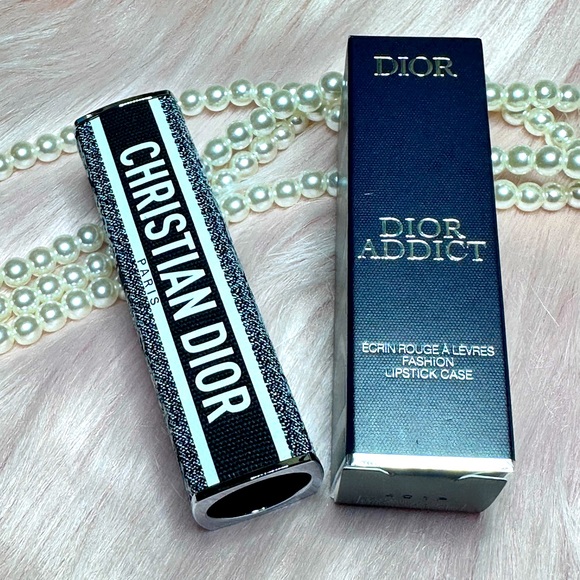 CHRISTIAN DIOR
PARIS
DIOR
DIOR
ADDICT
ÉCRIN ROUGE À LÈVRES
FASHION
LIPSTICK CASE